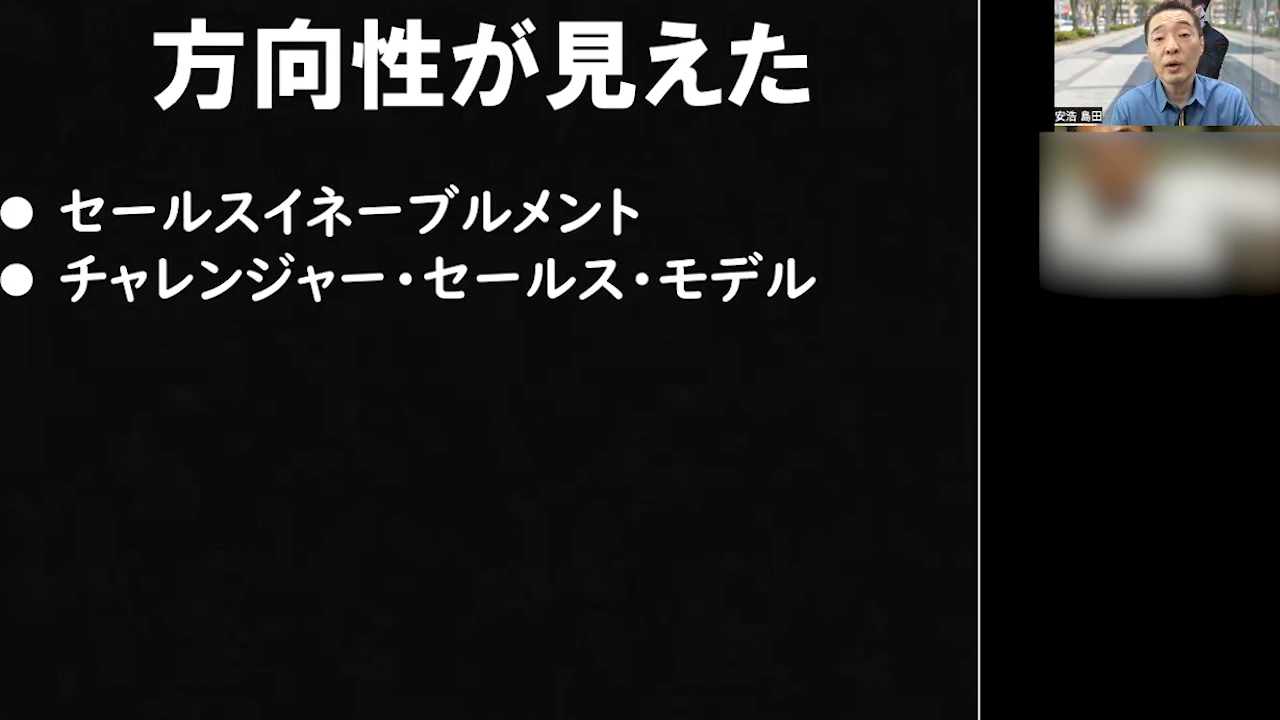 方向性が見えた
● セールスイネーブルメント
● チャレンジャー・セールス・モデル
安浩 島田